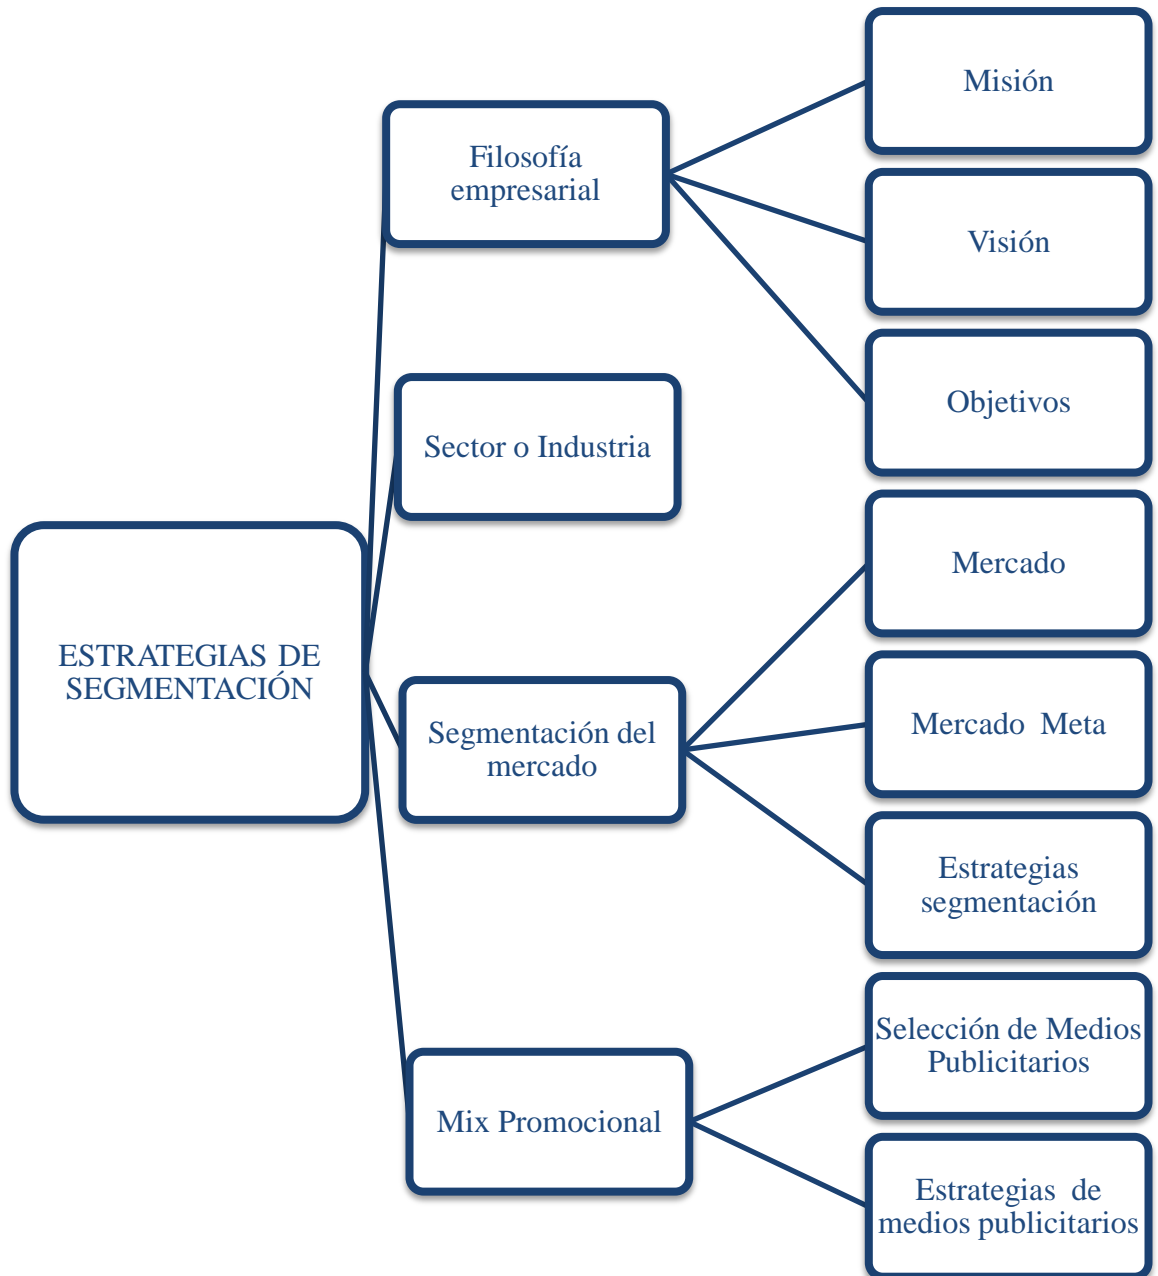 ESTRATEGIAS DE
SEGMENTACIÓN
Filosofía
empresarial
Misión
Visión
Objetivos
Sector o Industria
Segmentación del
mercado
Mercado
Mercado Meta
Estrategias
segmentación
Mix Promocional
Selección de Medios
Publicitarios
Estrategias de
medios publicitarios